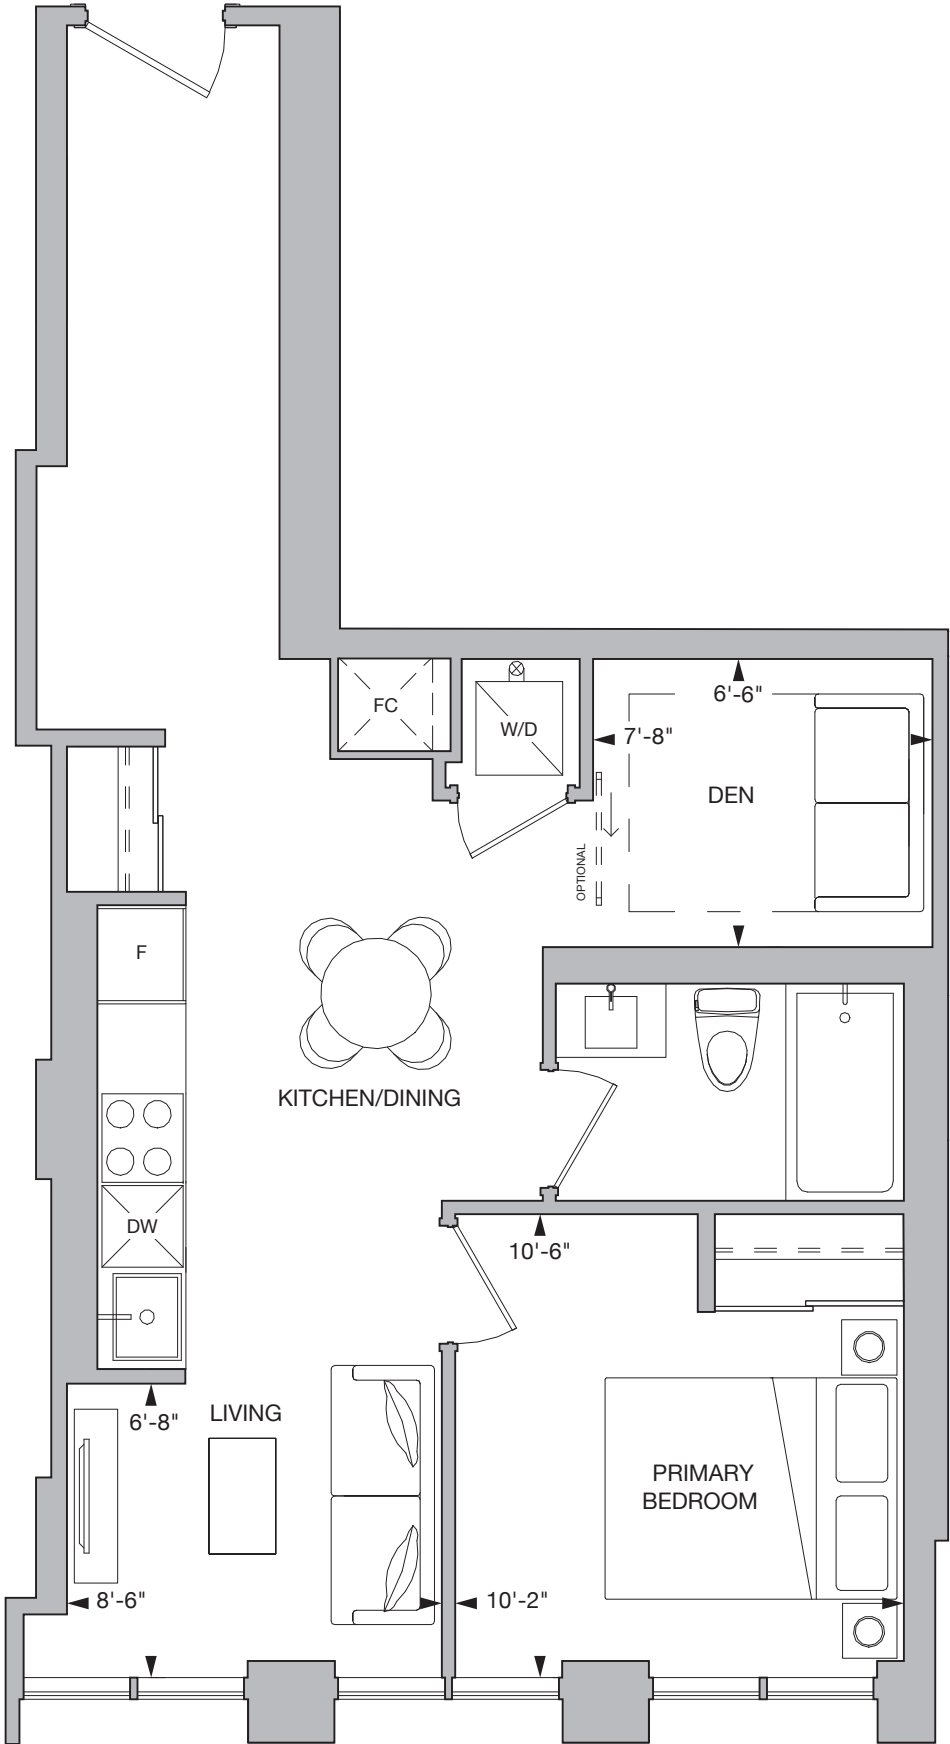 FC
W/D
6'-6"
7'-8"
DEN
OPTIONAL
F
KITCHEN/DINING
DW
10'-6"
6'-8"
LIVING
PRIMARY
BEDROOM
8'-6"
10'-2"